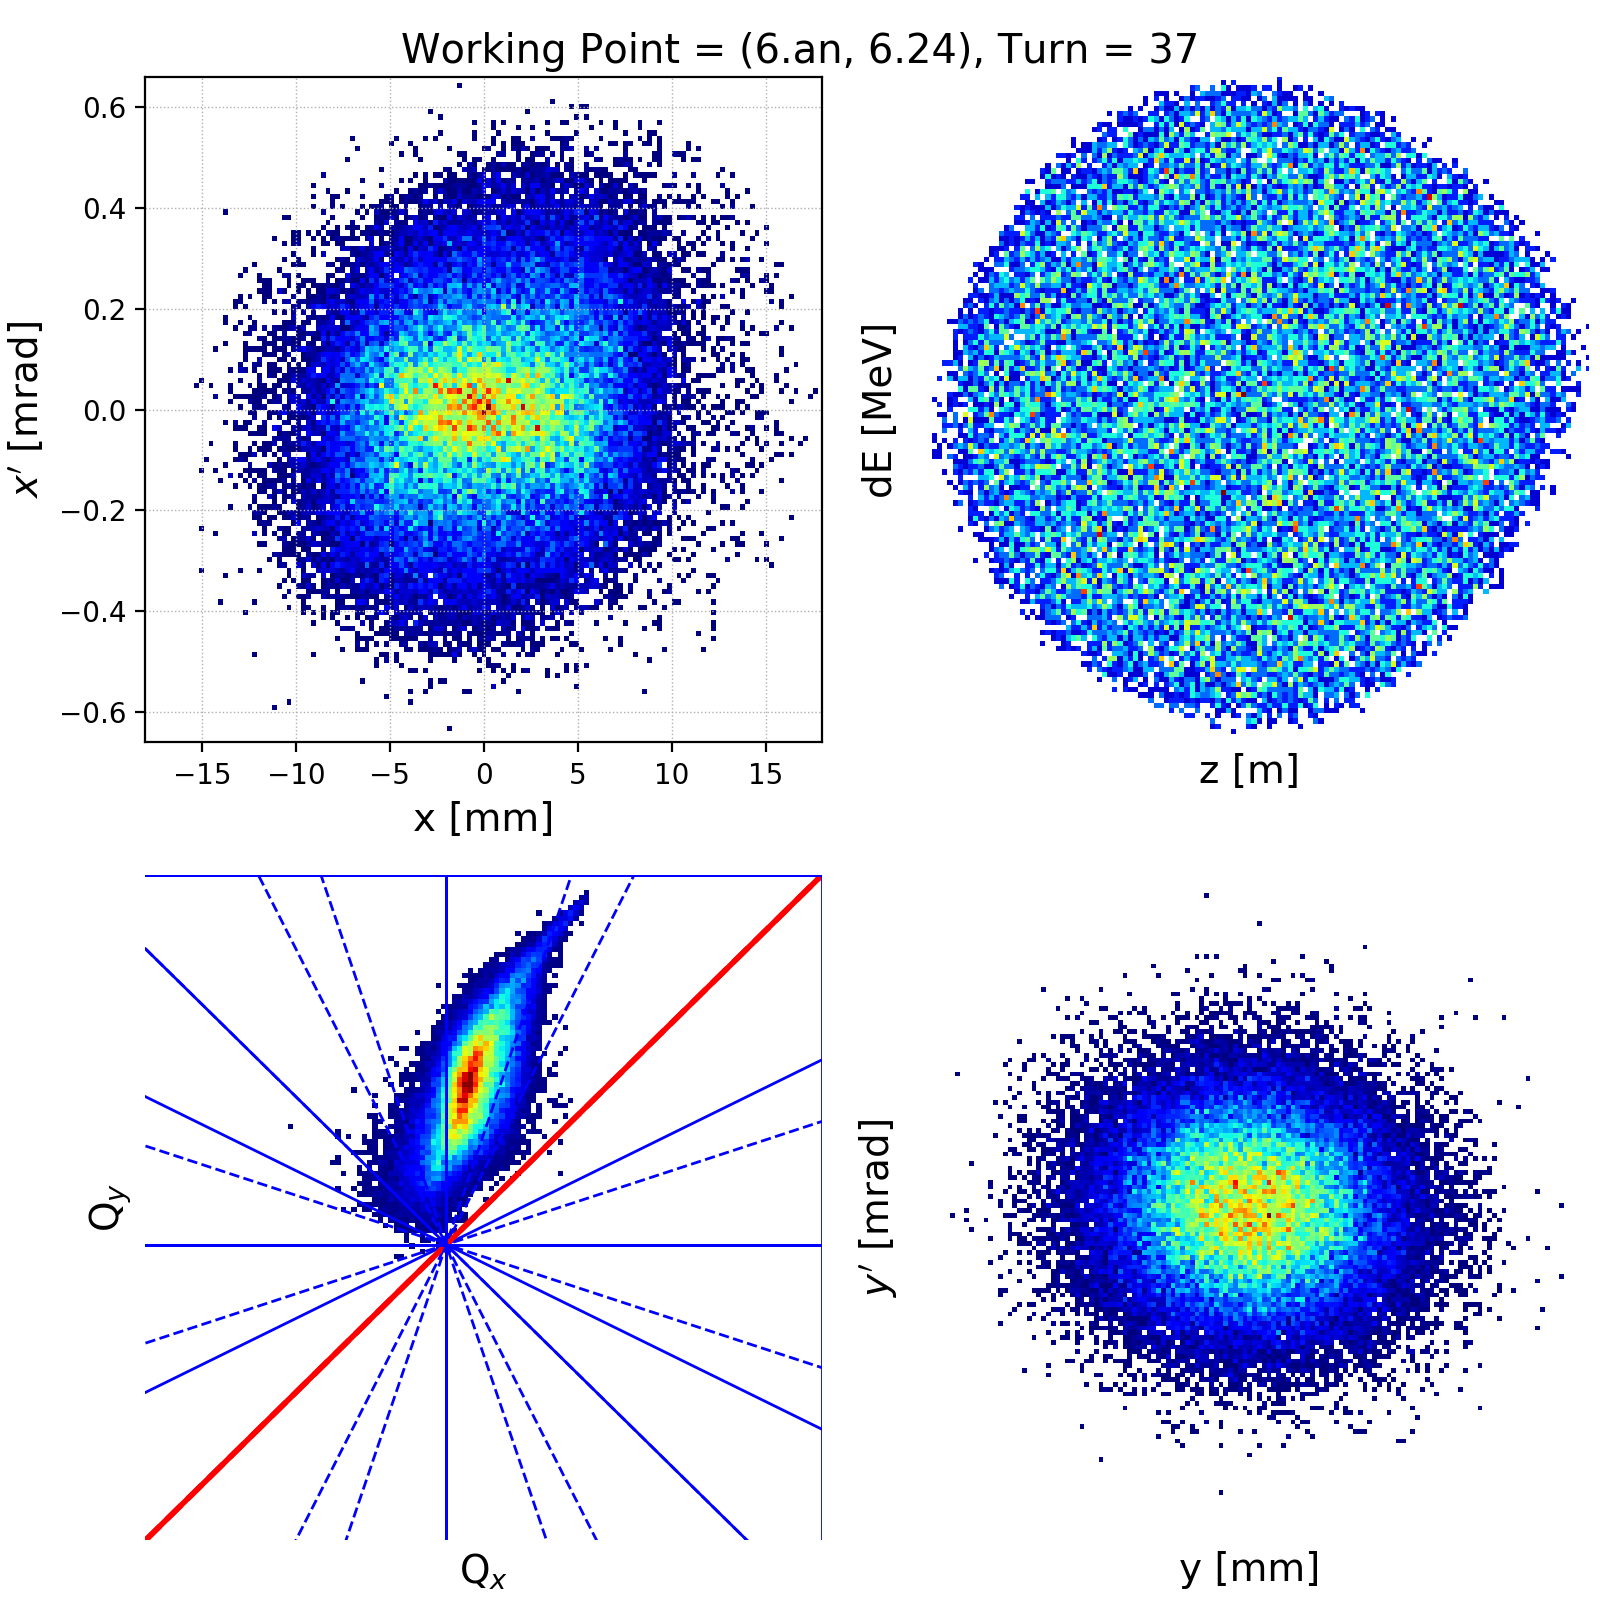 Working Point = (6.an, 6.24), Turn = 37
x′ [mrad]
0.6
0.4
0.2
0.0
−0.2
−0.4
−0.6
−15 −10 −5 0 5 10 15
x [mm]
dE [MeV]
z [m]
Qy
Qx
y′ [mrad]
y [mm]